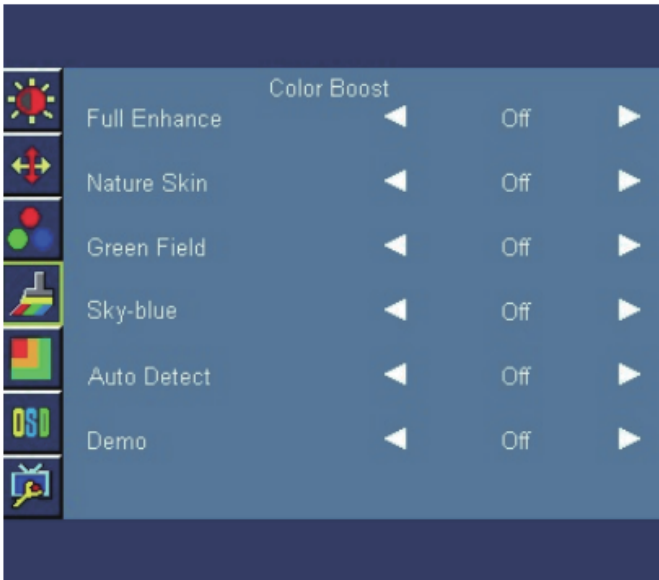 Color Boost
Full Enhance Off
Nature Skin Off
Green Field Off
Sky-blue Off
Auto Detect Off
OSD
Demo Off